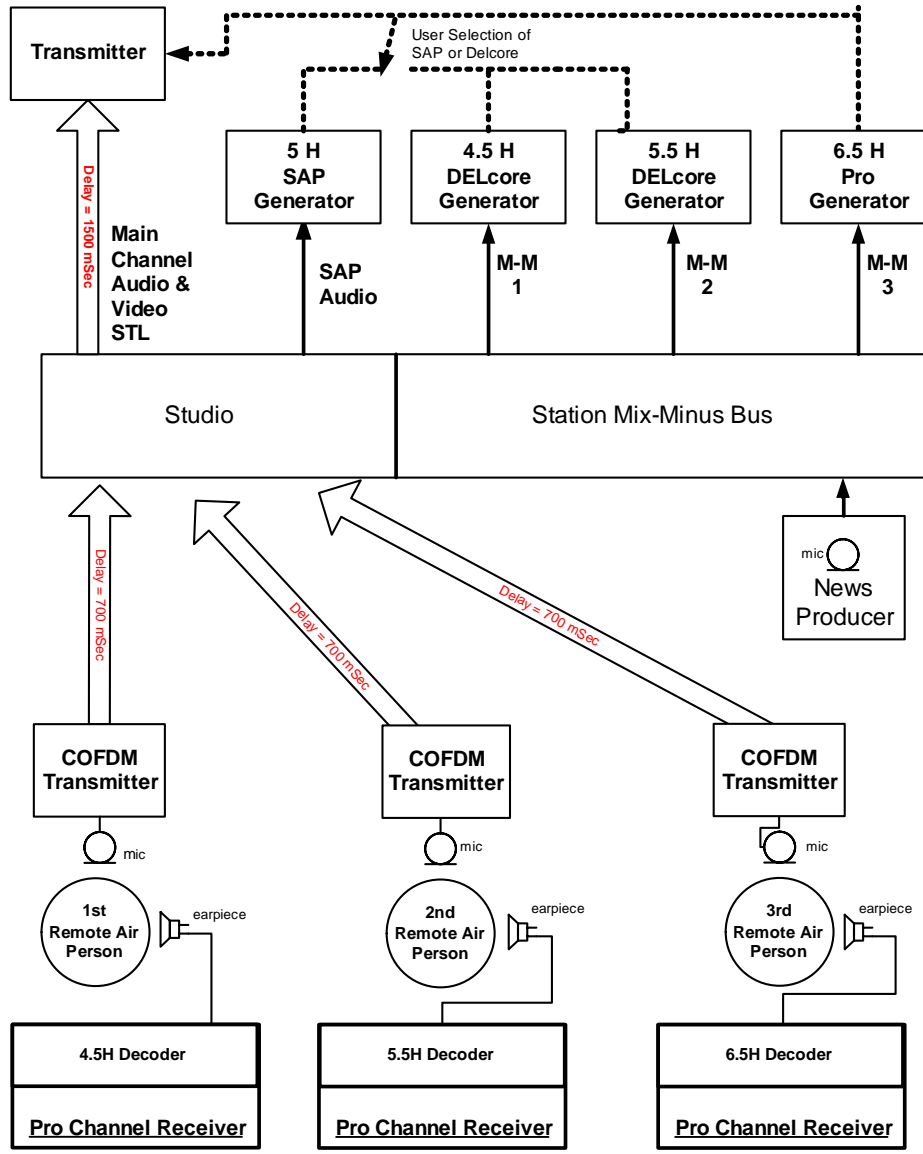 Transmitter
User Selection of
SAP or Delcore
5 H
SAP
Generator
4.5 H
DELcore
Generator
5.5 H
DELcore
Generator
6.5 H
Pro
Generator
Delay = 1500 mSec
Main
Channel
Audio &
Video
STL
SAP
Audio
M-M
1
M-M
2
M-M
3
Studio
Station Mix-Minus Bus
mic
News
Producer
Delay = 700 mSec
Delay = 700 mSec
Delay = 700 mSec
COFDM
Transmitter
COFDM
Transmitter
COFDM
Transmitter
mic
mic
mic
1st
Remote Air
Person
earpiece
2nd
Remote Air
Person
earpiece
3rd
Remote Air
Person
earpiece
4.5H Decoder
5.5H Decoder
6.5H Decoder
Pro Channel Receiver
Pro Channel Receiver
Pro Channel Receiver